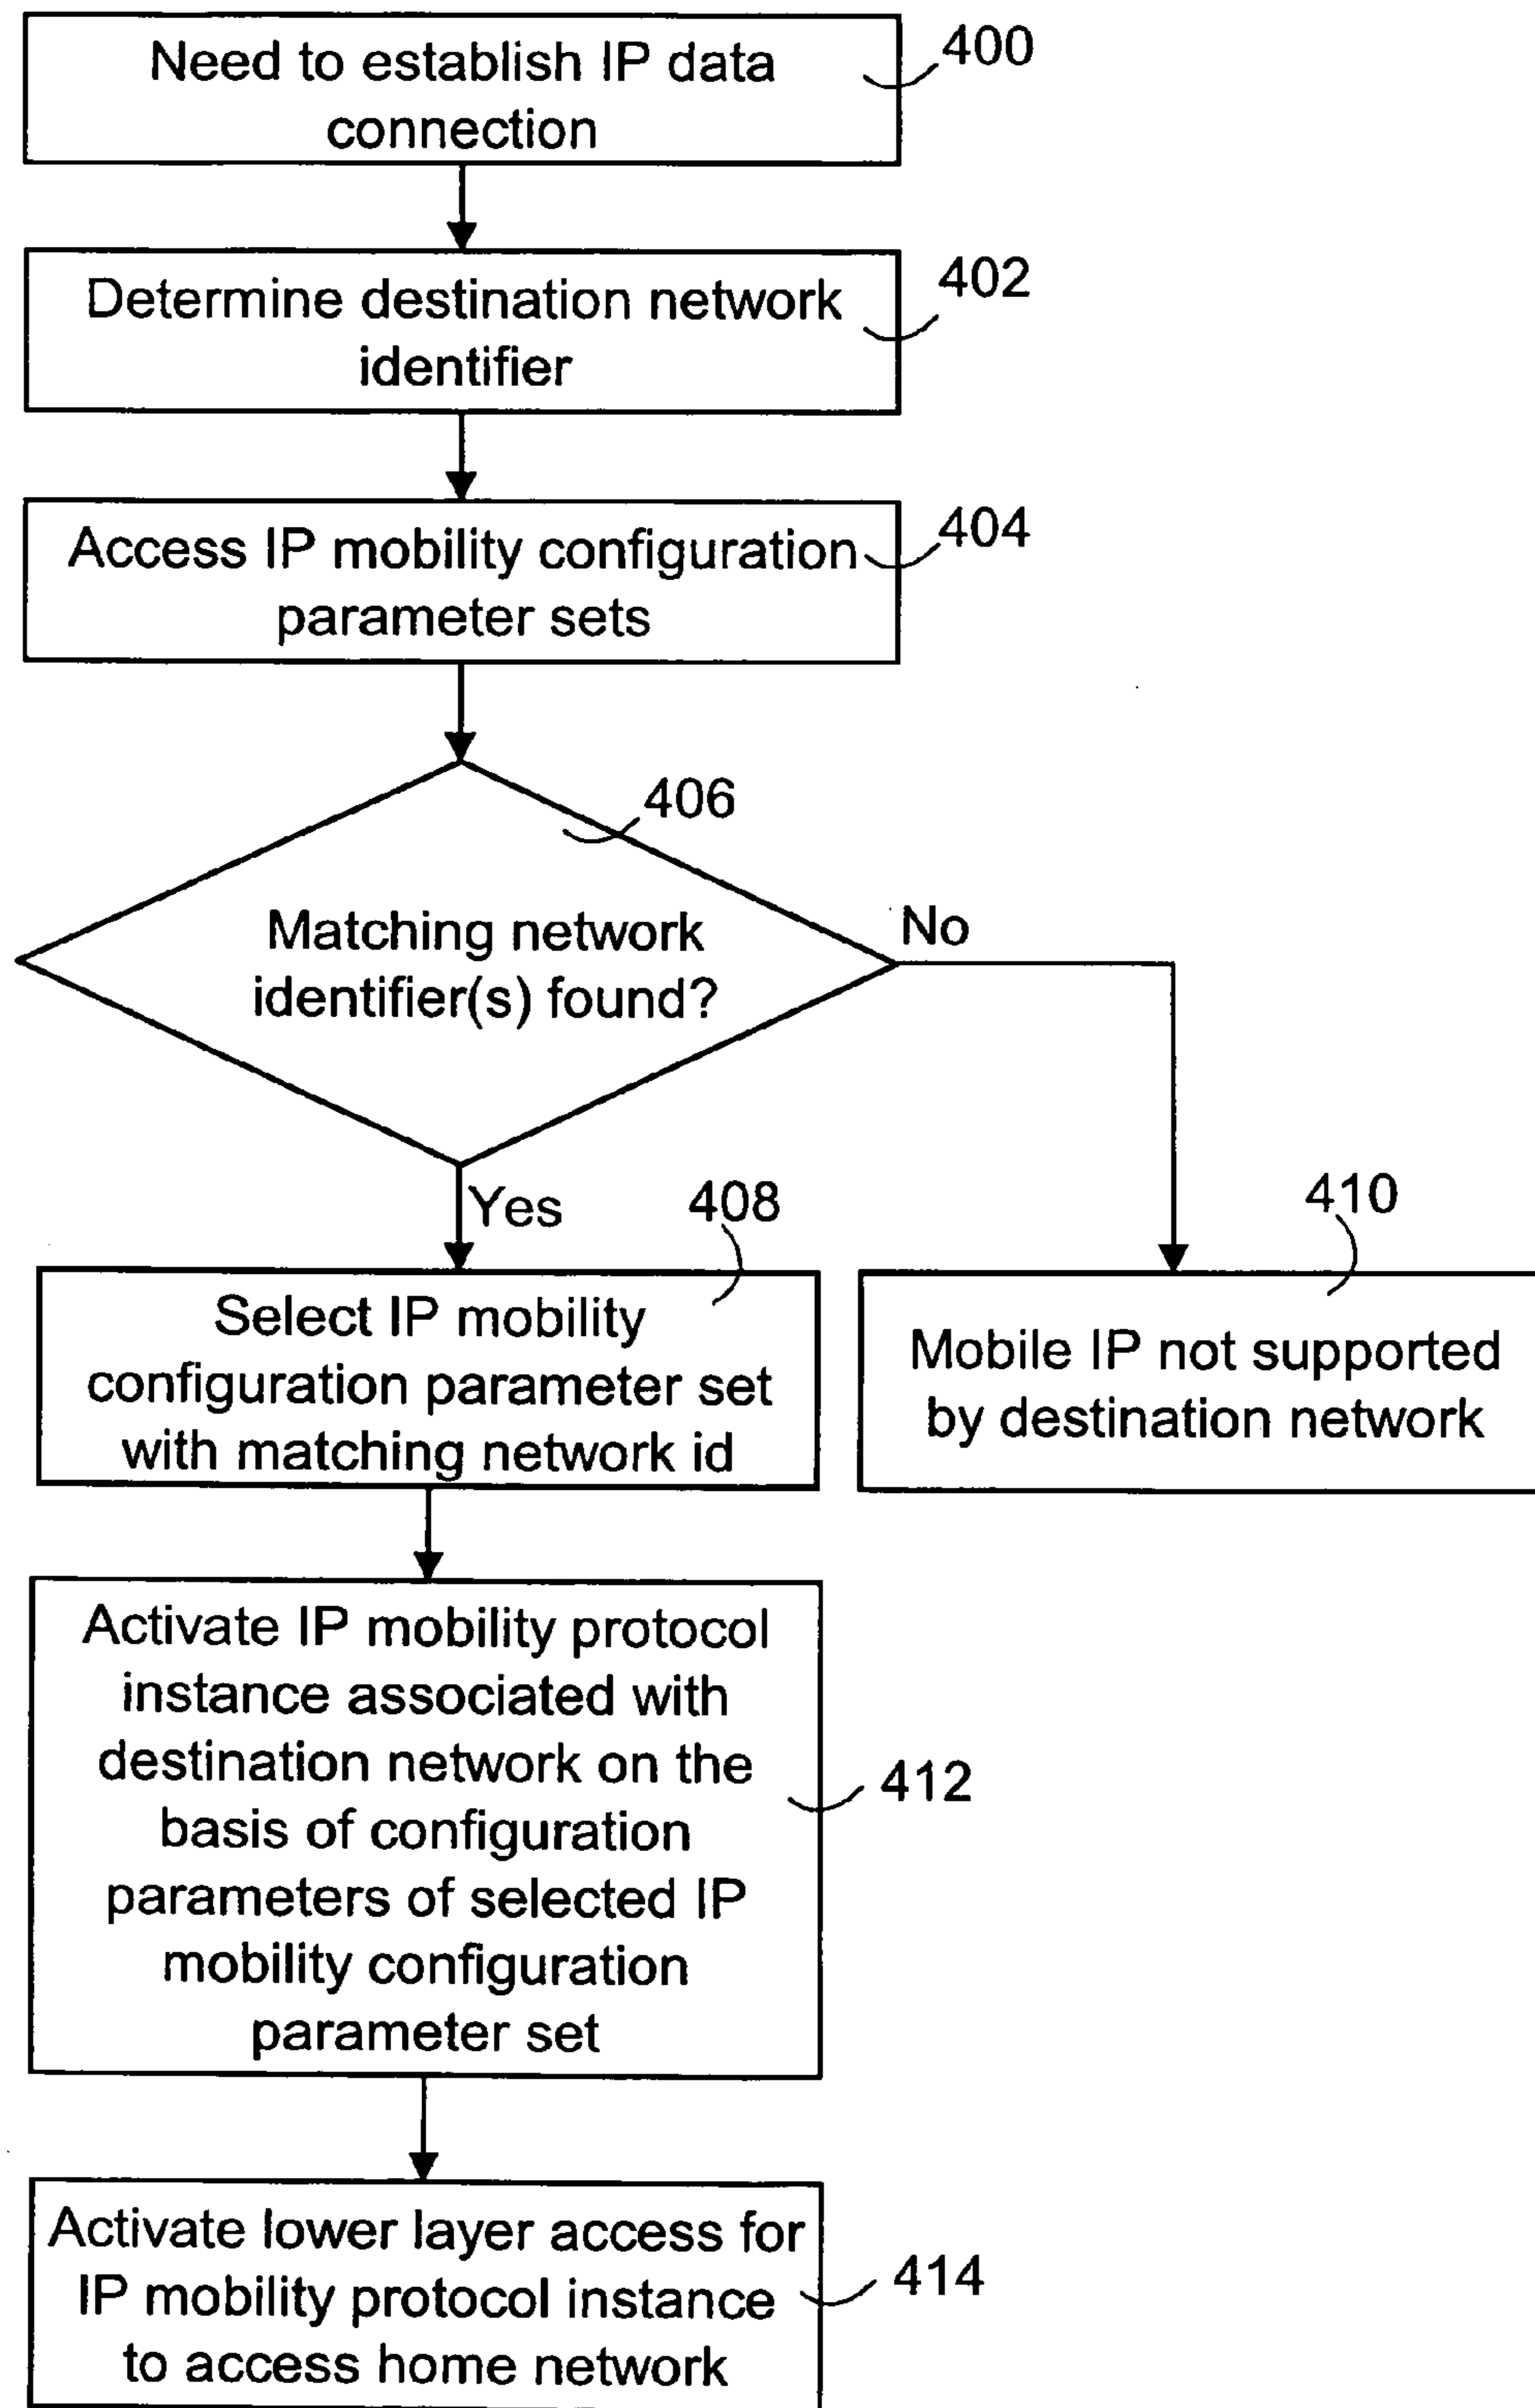 Need to establish IP data
connection
400
Determine destination network
identifier
402
Access IP mobility configuration
parameter sets
404
406
Matching network
identifier(s) found?
No
Yes
408
410
Select IP mobility
configuration parameter set
with matching network id
Mobile IP not supported
by destination network
Activate IP mobility protocol
instance associated with
destination network on the
basis of configuration
parameters of selected IP
mobility configuration
parameter set
412
Activate lower layer access for
IP mobility protocol instance
to access home network
414